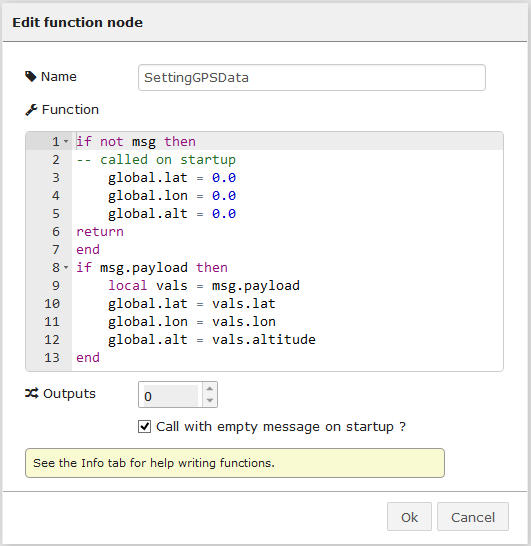 Edit function node
Name
SettingGPSData
Function
1 if not msg then
2 -- called on startup
3     global.lat = 0.0
4     global.lon = 0.0
5     global.alt = 0.0
6 return
7 end
8 if msg.payload then
9     local vals = msg.payload
10     global.lat = vals.lat
11     global.lon = vals.lon
12     global.alt = vals.altitude
13 end
Outputs
0
Call with empty message on startup ?
See the Info tab for help writing functions.
Ok Cancel